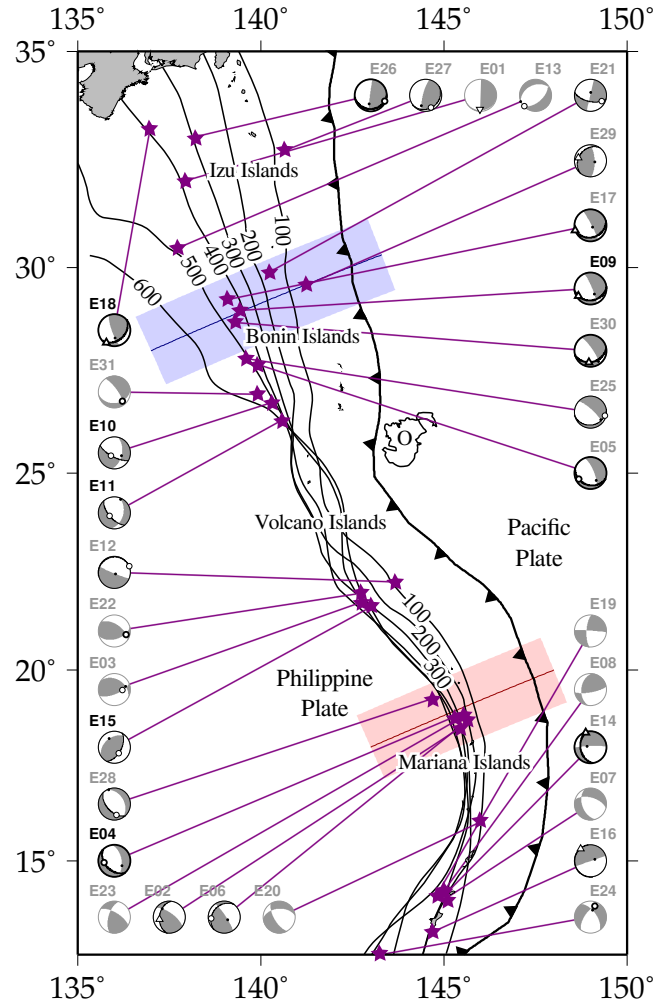 135° 140° 145° 150°
35°
E26 E27 E01 E13 E21
E29
Izu Islands
E17
100
200
300
400
500
600
30°
E09
E18
Bonin Islands
E30
E31
E25
E10
O
E05
25°
E11
Volcano Islands
Pacific
Plate
E12
100
200
300
E22
E19
20°
Philippine
Plate
E03
E08
E15
E14
Mariana Islands
E28
E07
E04
E16
15°
E23 E02 E06 E20
E24
135° 140° 145° 150°